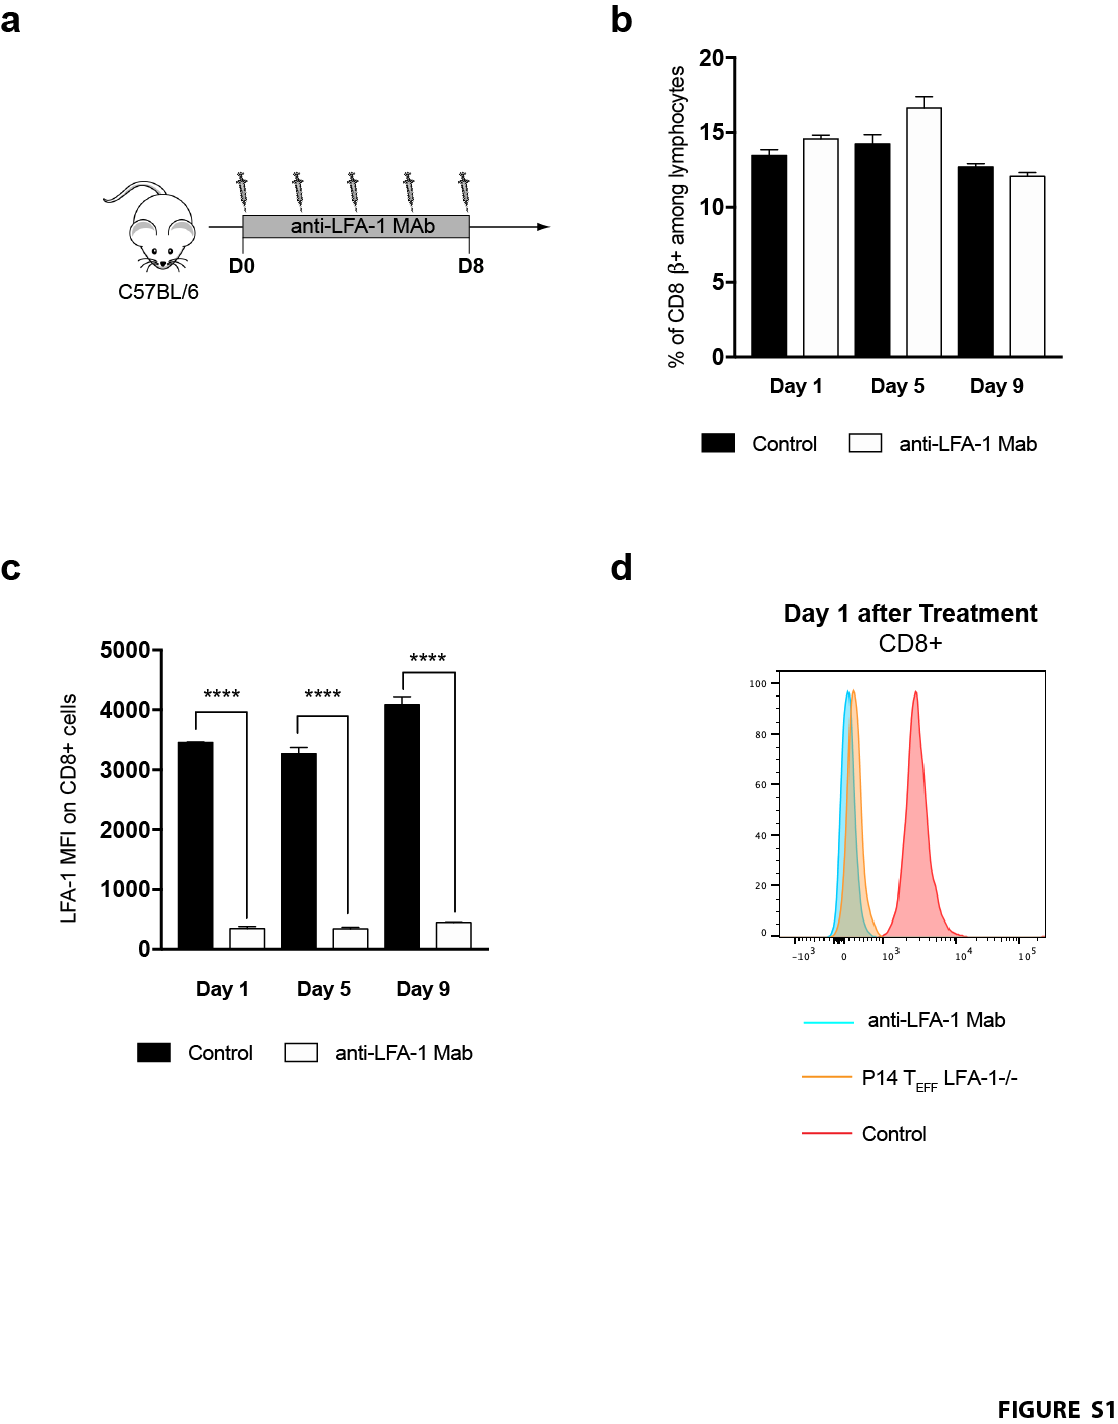 a
anti-LFA-1 MAb
D0
D8
C57BL/6
b
% of CD8 β+ among lymphocytes
20
15
10
5
0
Day 1
Day 5
Day 9
Control
anti-LFA-1 Mab
c
LFA-1 MFI on CD8+ cells
5000
4000
3000
2000
1000
0
****
****
****
Day 1
Day 5
Day 9
Control
anti-LFA-1 Mab
d
Day 1 after Treatment
CD8+
100
80
60
40
20
0
-10³
0
10³
10⁴
10⁵
anti-LFA-1 Mab
P14 TEFF LFA-1-/-
Control
FIGURE S1